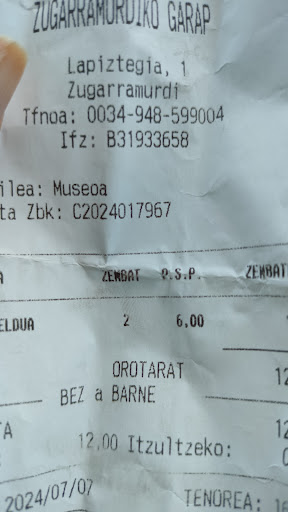 ZUGARRAMURDIKO GARAP
Lapiztegia, 1
Zugarramurdi
Tfnoa: 0034-948-599004
Ifz: B31933658
ilea: Museoa
ta Zbk: C2024017967
A ZENBAT P.S.P. ZENBAT
ELDUA 2 6,00
OROTARAT 12
BEZ a BARNE
TA 12,00 Itzultzeko: 12
2024/07/07 TENOREA: